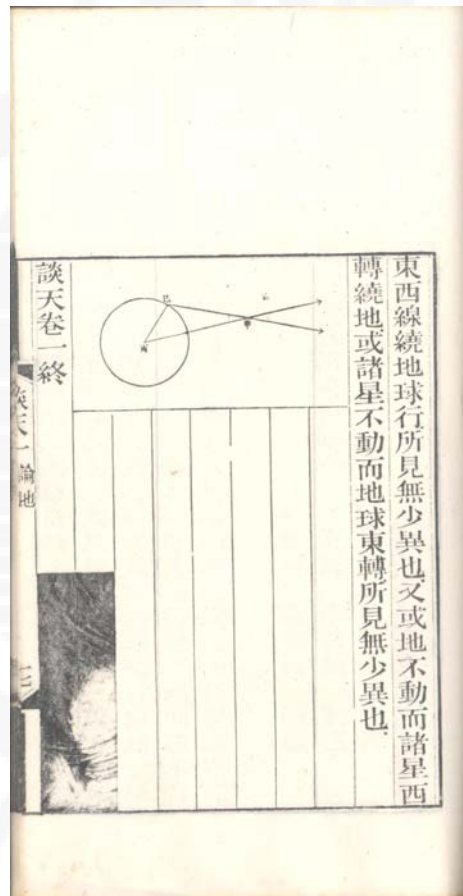 東西線繞地球行所見無少異也又或地不動而諸星西
轉繞地或諸星不動而地球東轉所見無少異也
談天卷一終
談天一 論地